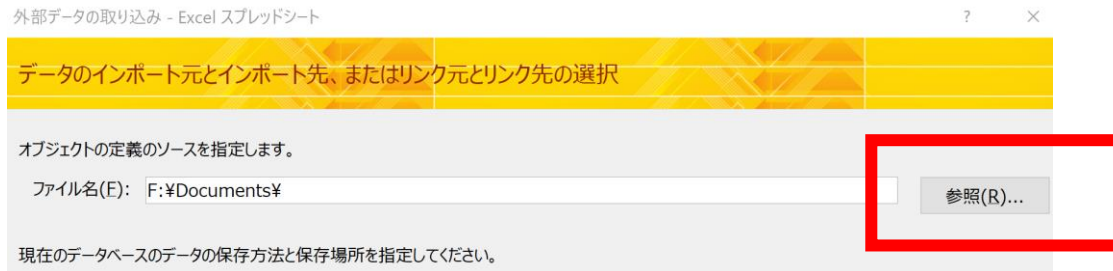 外部データの取り込み - Excel スプレッドシート ? ×
データのインポート元とインポート先、またはリンク元とリンク先の選択
オブジェクトの定義のソースを指定します。
ファイル名(F): F:¥Documents¥ 参照(R)...
現在のデータベースのデータの保存方法と保存場所を指定してください。